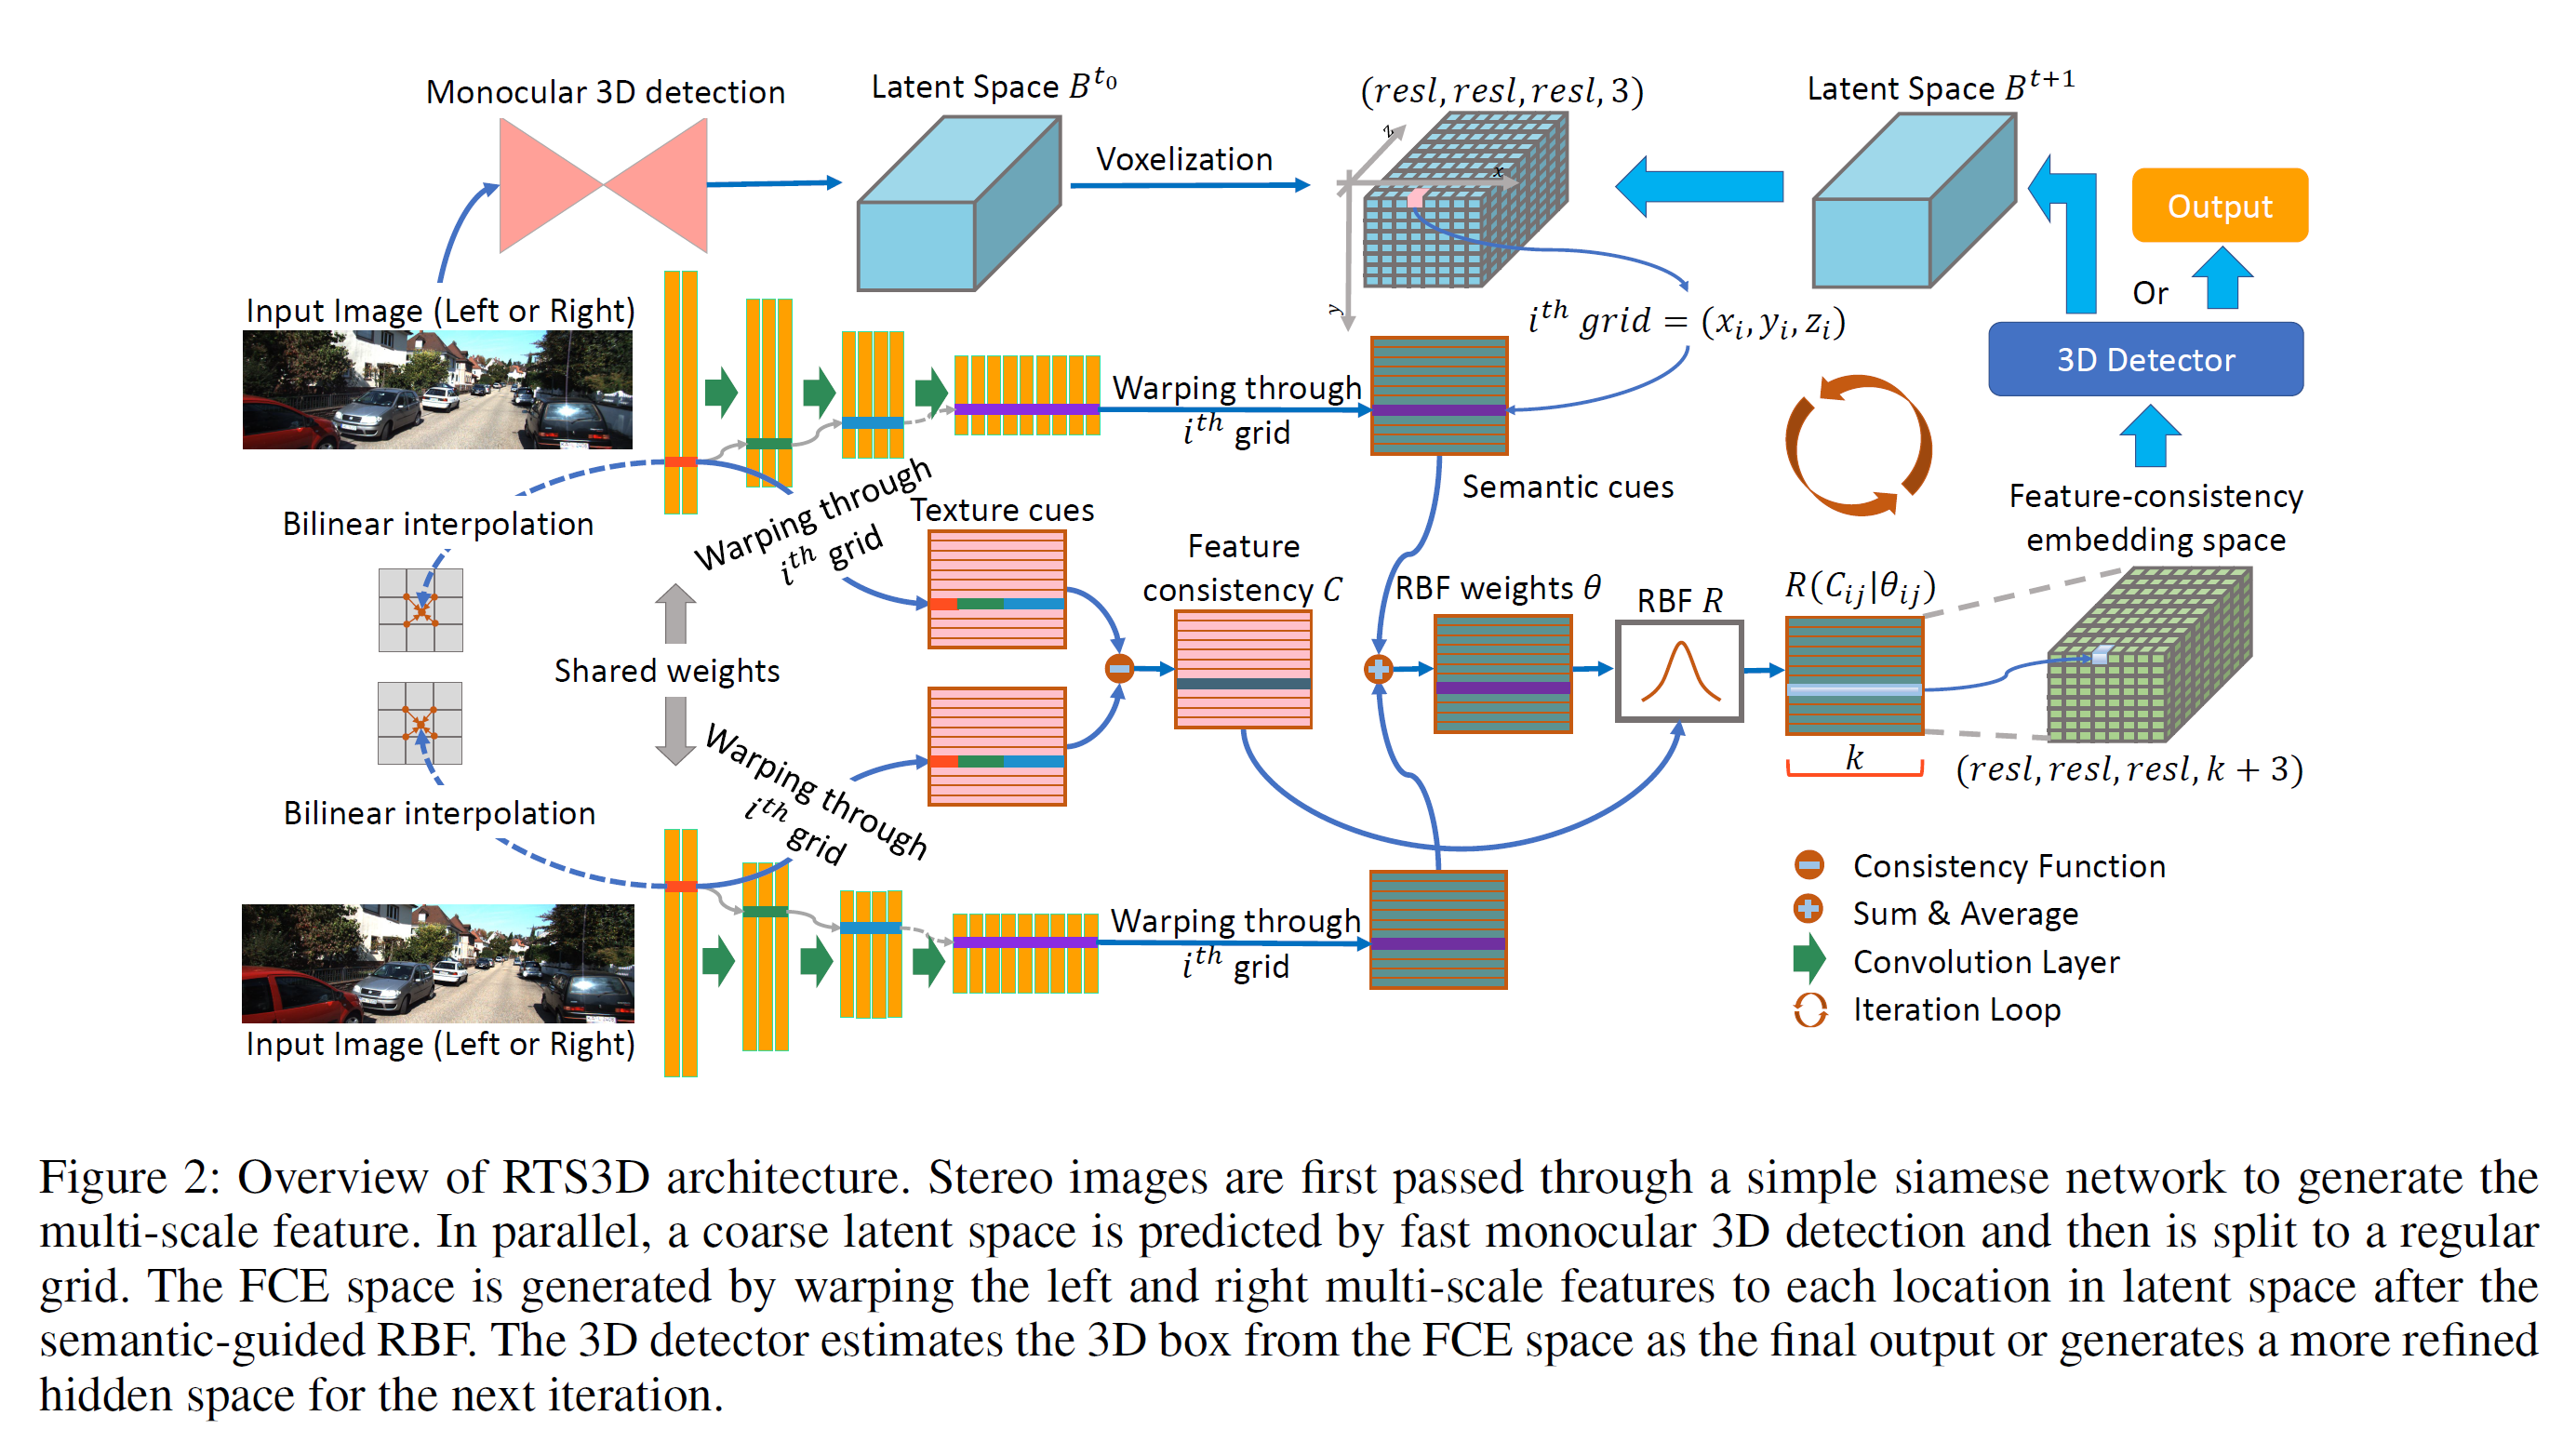 Monocular 3D detection
Latent Space B^{t_0}
Voxelization
(resl, resl, resl, 3)
z
x
y
Latent Space B^{t+1}
Output
Or
3D Detector
i^{th} grid = (x_i, y_i, z_i)
Input Image (Left or Right)
Warping through
i^{th} grid
Semantic cues
Bilinear interpolation
Warping through
i^{th} grid
Texture cues
Feature
consistency C
RBF weights θ
RBF R
R(C_{ij}|θ_{ij})
Feature-consistency
embedding space
Shared weights
k
(resl, resl, resl, k + 3)
Bilinear interpolation
Warping through
i^{th} grid
Warping through
i^{th} grid
Input Image (Left or Right)
Consistency Function
Sum & Average
Convolution Layer
Iteration Loop
Figure 2: Overview of RTS3D architecture. Stereo images are first passed through a simple siamese network to generate the
multi-scale feature. In parallel, a coarse latent space is predicted by fast monocular 3D detection and then is split to a regular
grid. The FCE space is generated by warping the left and right multi-scale features to each location in latent space after the
semantic-guided RBF. The 3D detector estimates the 3D box from the FCE space as the final output or generates a more refined
hidden space for the next iteration.